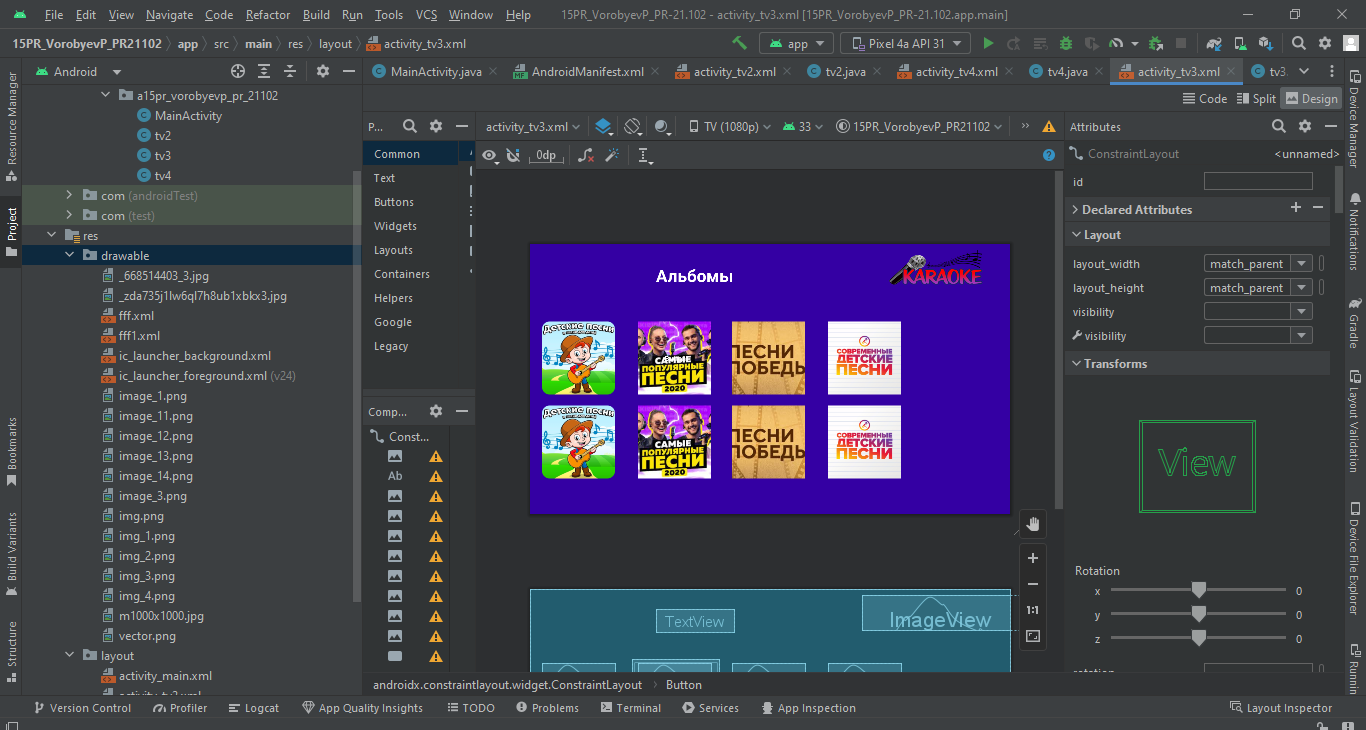 File Edit View Navigate Code Refactor Build Run Tools VCS Window Help 15PR_VorobyevP_PR-21.102 - activity_tv3.xml [15PR_VorobyevP_PR-21.102.app.main]
15PR_VorobyevP_PR21102 app src main res layout activity_tv3.xml
app Pixel 4a API 31
Android
MainActivity.java AndroidManifest.xml activity_tv2.xml tv2.java activity_tv4.xml tv4.java activity_tv3.xml tv3.
Code Split Design
Resource Manager
Project
Bookmarks
Build Variants
Structure
a15pr_vorobyevp_pr_21102
MainActivity
tv2
tv3
tv4
com (androidTest)
com (test)
res
drawable
_668514403_3.jpg
_zda735j1lw6ql7h8ub1xbkx3.jpg
fff.xml
fff1.xml
ic_launcher_background.xml
ic_launcher_foreground.xml (v24)
image_1.png
image_11.png
image_12.png
image_13.png
image_14.png
image_3.png
img.png
img_1.png
img_2.png
img_3.png
img_4.png
m1000x1000.jpg
vector.png
layout
activity_main.xml
activity_tv2.xml
P...
Common
Text
Buttons
Widgets
Layouts
Containers
Helpers
Google
Legacy
Comp...
Const...
Ab
activity_tv3.xml TV (1080p) 33 15PR_VorobyevP_PR21102
0dp
Альбомы
KARAOKE
ДЕТСКИЕ ПЕСНИ
САМЫЕ ПОПУЛЯРНЫЕ ПЕСНИ 2020
ПЕСНИ ПОБЕДЫ
СОВРЕМЕННЫЕ ДЕТСКИЕ ПЕСНИ
ДЕТСКИЕ ПЕСНИ
САМЫЕ ПОПУЛЯРНЫЕ ПЕСНИ 2020
ПЕСНИ ПОБЕДЫ
СОВРЕМЕННЫЕ ДЕТСКИЕ ПЕСНИ
TextView
ImageView
1:1
Attributes
ConstraintLayout <unnamed>
id
Declared Attributes
Layout
layout_width match_parent
layout_height match_parent
visibility
visibility
Transforms
View
Rotation
x 0
y 0
z 0
rotation
Device Manager
Notifications
Gradle
Layout Validation
Device File Explorer
Runnin
androidx.constraintlayout.widget.ConstraintLayout Button
Version Control Profiler Logcat App Quality Insights TODO Problems Terminal Services App Inspection Layout Inspector